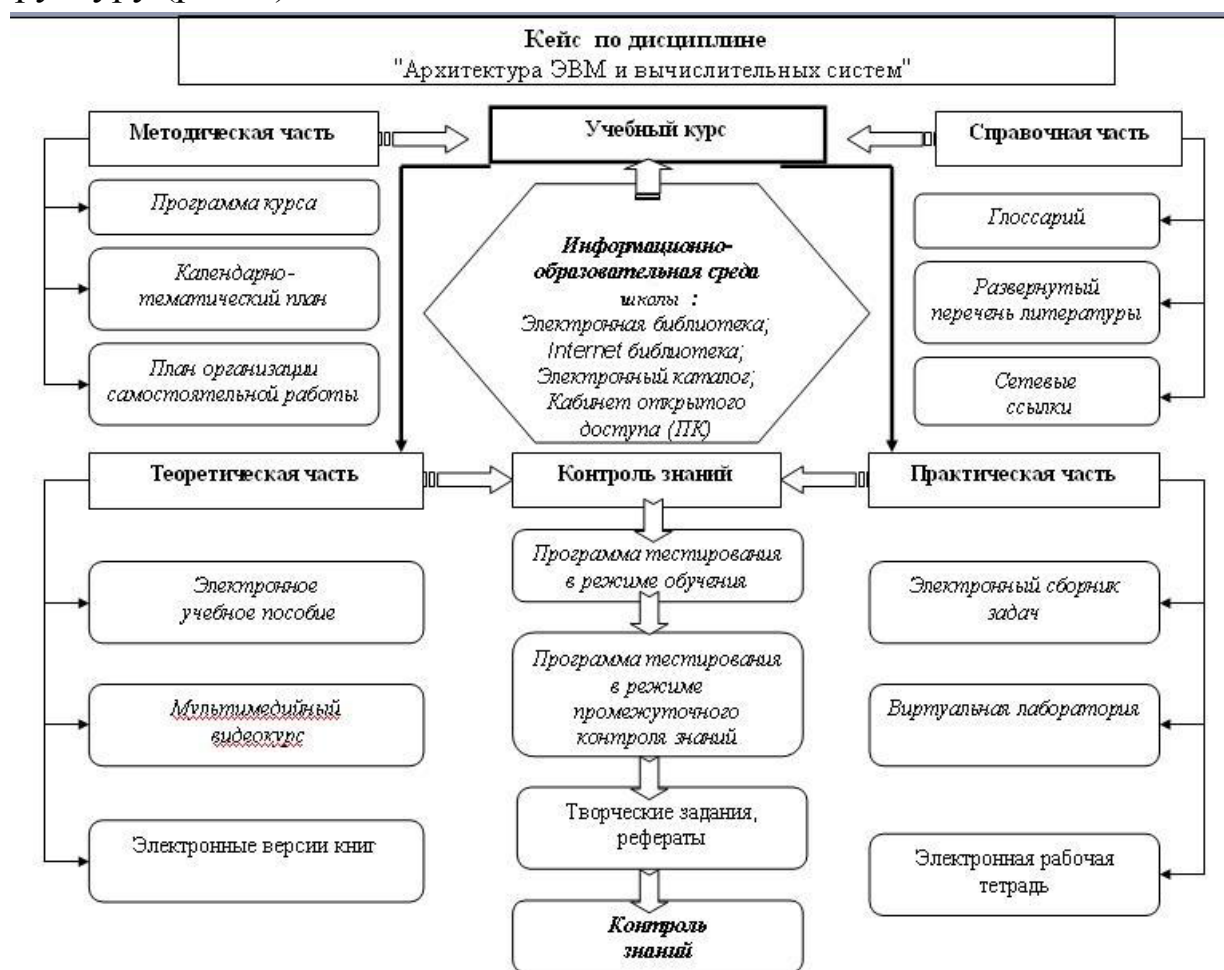 Кейс по дисциплине
"Архитектура ЭВМ и вычислительных систем"
Методическая часть
Учебный курс
Справочная часть
Программа курса
Календарно-
тематический план
План организации
самостоятельной работы
Информационно-
образовательная среда
школы :
Электронная библиотека;
Internet библиотека;
Электронный каталог;
Кабинет открытого
доступа (ПК)
Глоссарий
Развернутый
перечень литературы
Сетевые
ссылки
Теоретическая часть
Контроль знаний
Практическая часть
Электронное
учебное пособие
Мультимедийный
видеокурс
Электронные версии книг
Программа тестирования
в режиме обучения
Программа тестирования
в режиме
промежуточного
контроля знаний
Творческие задания,
рефераты
Контроль
знаний
Электронный сборник
задач
Виртуальная лаборатория
Электронная рабочая
тетрадь